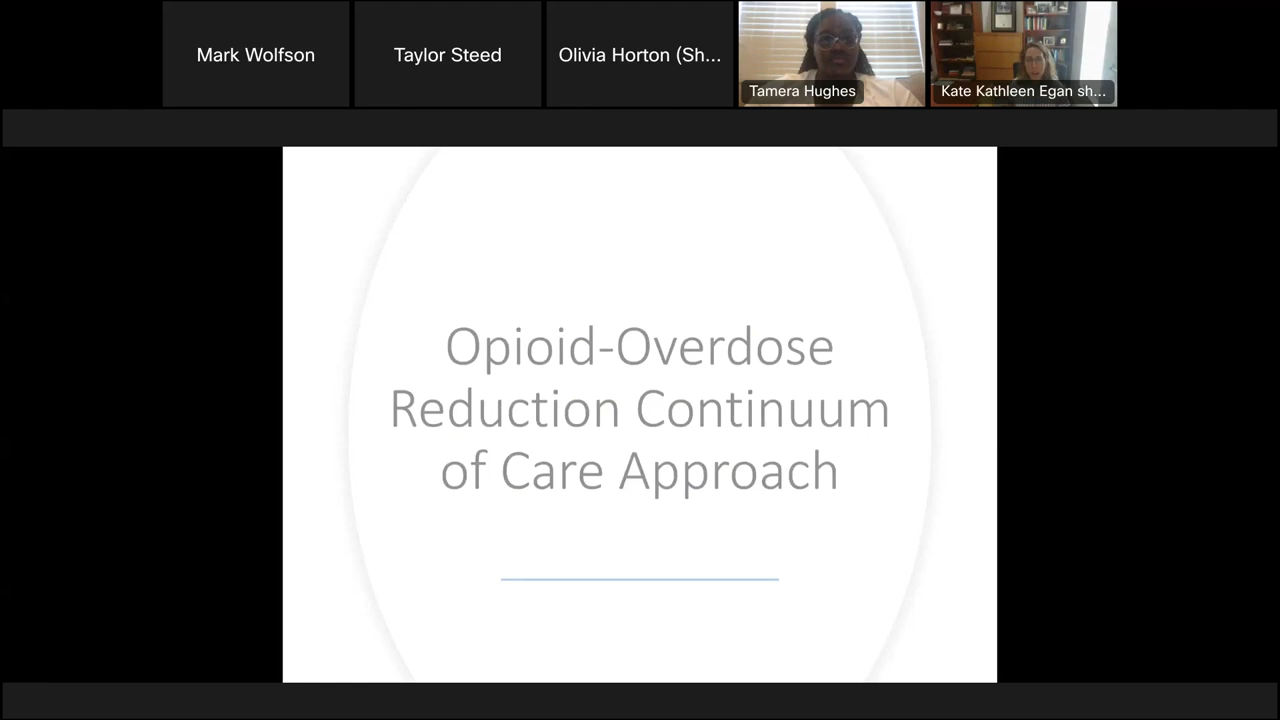 Mark Wolfson
Taylor Steed
Olivia Horton (Sh...
Tamera Hughes
Kate Kathleen Egan sh...
Opioid-Overdose
Reduction Continuum
of Care Approach